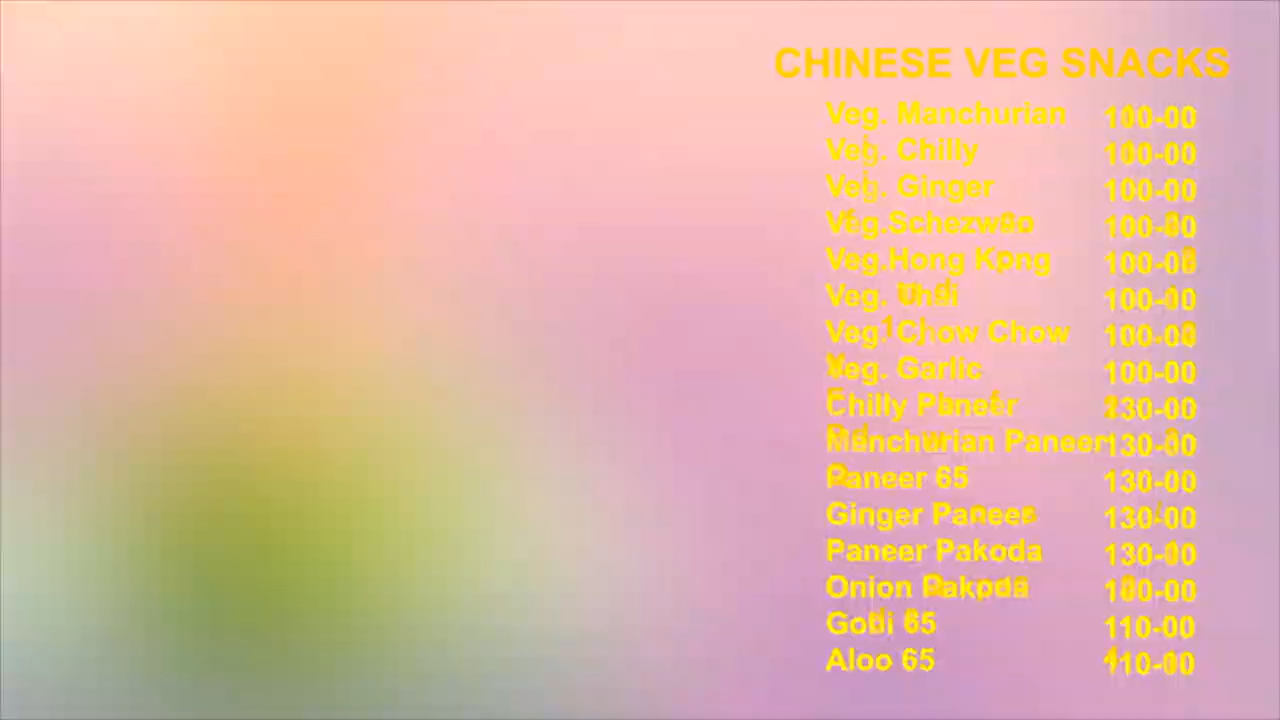 CHINESE VEG SNACKS
Veg. Manchurian 100-00
Veg. Chilly 100-00
Veg. Ginger 100-00
Veg.Schezwan 100-00
Veg.Hong Kong 100-00
Veg. 100-00
Veg. Chow Chow 100-00
Veg. Garlic 100-00
Chilly Paneer 130-00
Manchurian Paneer 130-00
Paneer 65 130-00
Ginger Paneer 130-00
Paneer Pakoda 130-00
Onion Pakoda 100-00
Gobi 65 110-00
Aloo 65 110-00